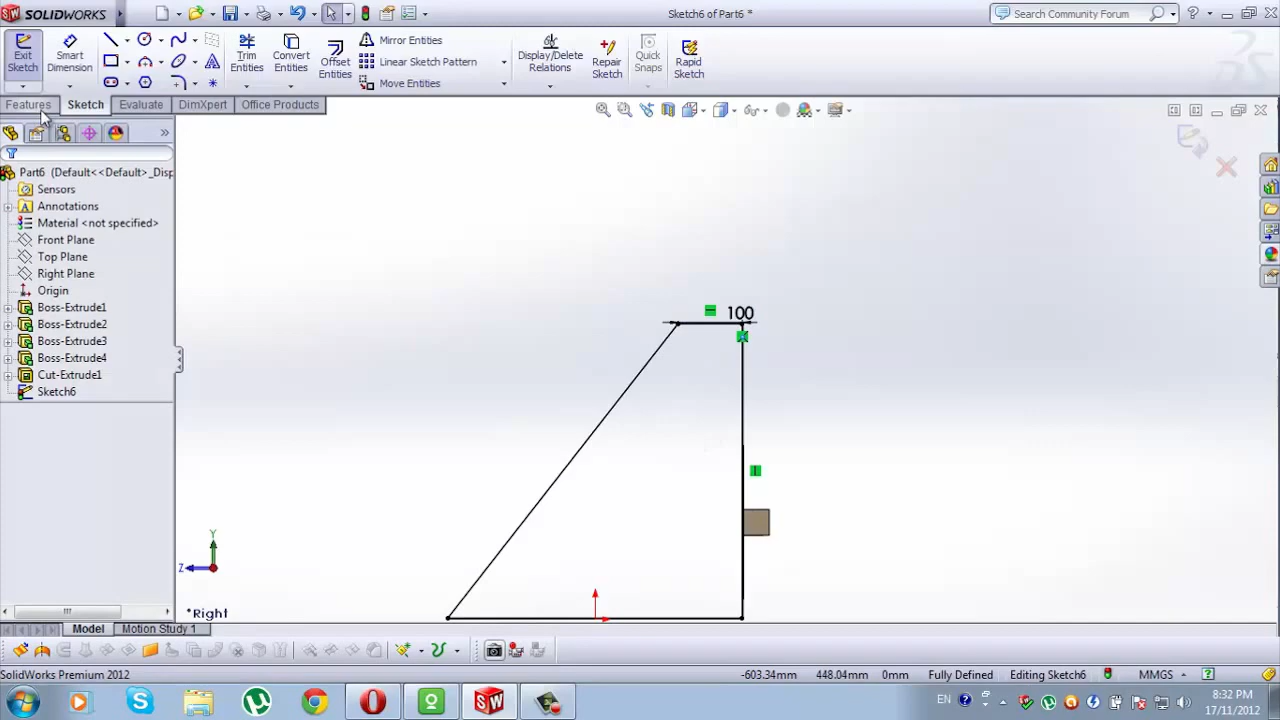 SOLIDWORKS
Sketch6 of Part6 *
Search Community Forum
Exit Sketch
Smart Dimension
Trim Entities
Convert Entities
Offset Entities
Mirror Entities
Linear Sketch Pattern
Move Entities
Display/Delete Relations
Repair Sketch
Quick Snaps
Rapid Sketch
Features
Sketch
Evaluate
DimXpert
Office Products
Part6 (Default<<Default>_Disp
Sensors
Annotations
Material <not specified>
Front Plane
Top Plane
Right Plane
Origin
Boss-Extrude1
Boss-Extrude2
Boss-Extrude3
Boss-Extrude4
Cut-Extrude1
Sketch6
100
Y
Z
*Right
Model
Motion Study 1
SolidWorks Premium 2012
-603.34mm
448.04mm
0mm
Fully Defined
Editing Sketch6
MMGS
EN
8:32 PM
17/11/2012